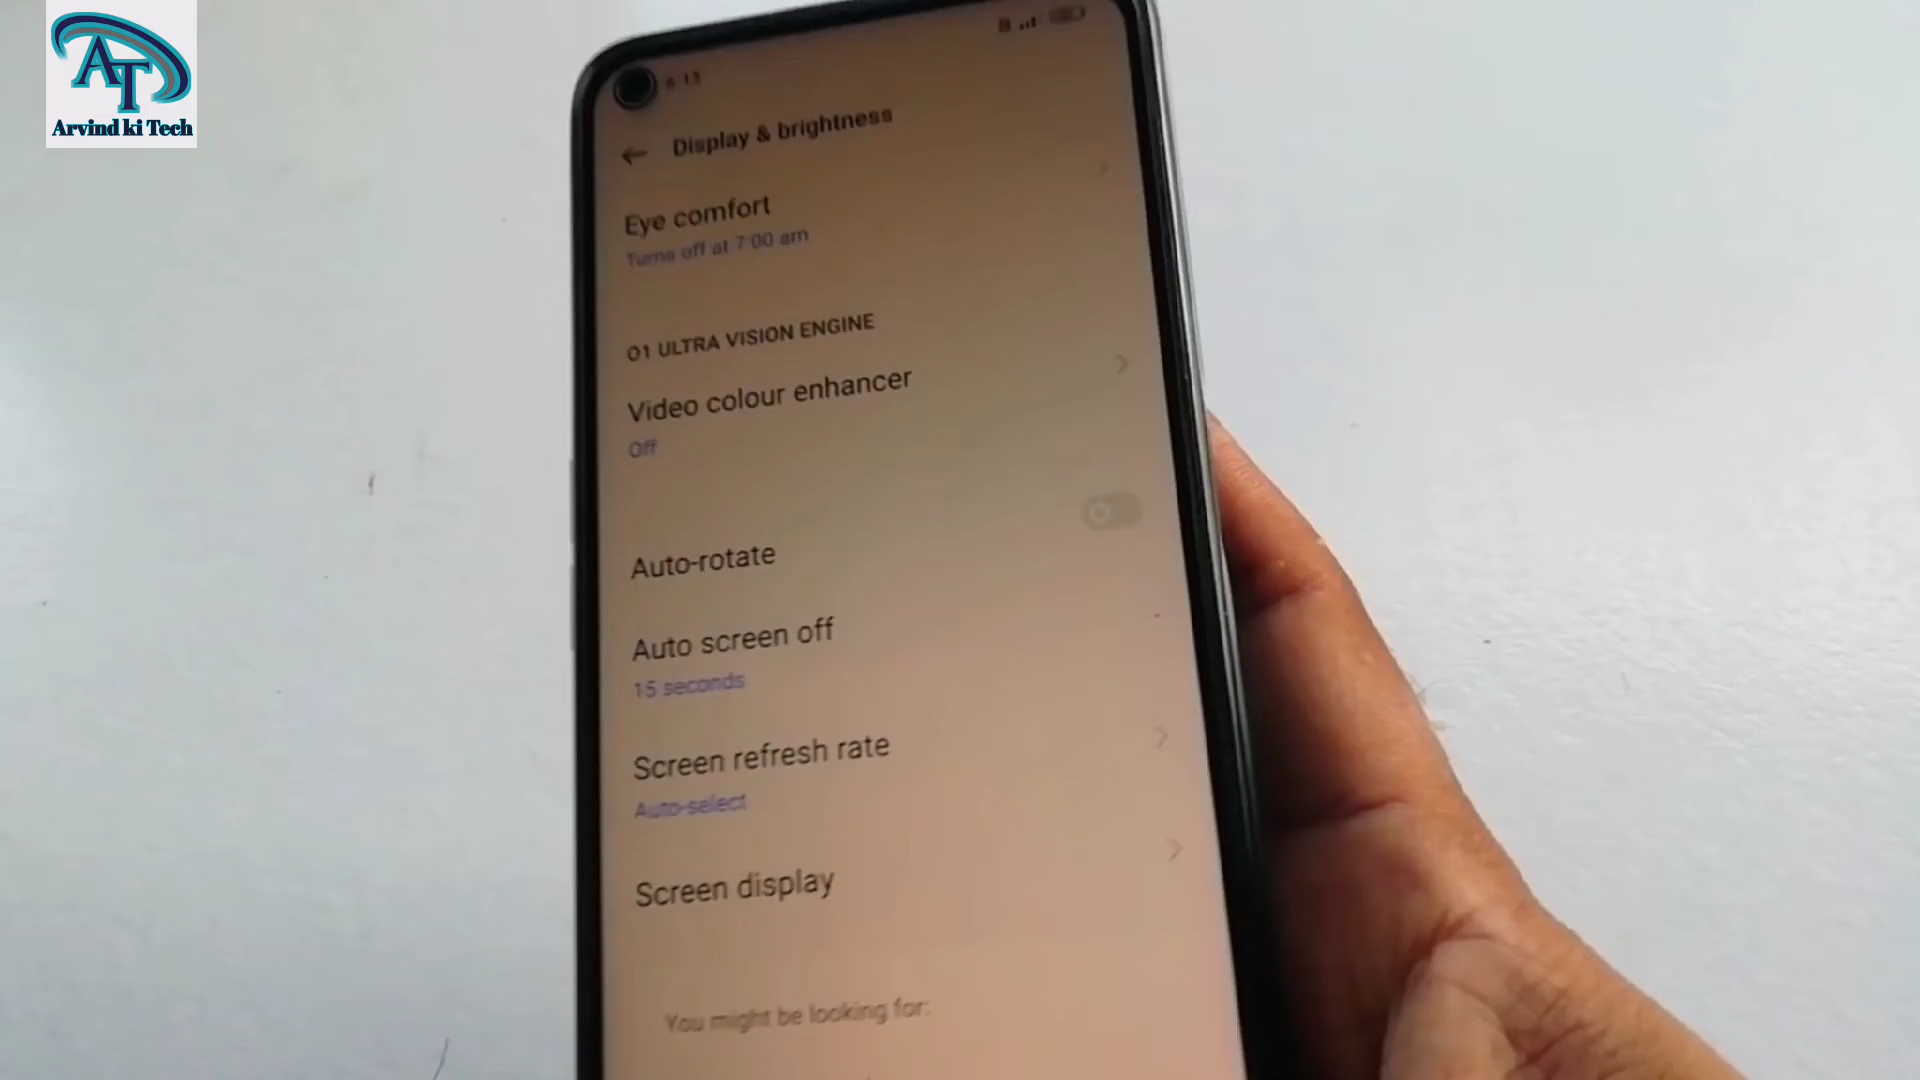 AT
Arvind ki Tech
Display & brightness
Eye comfort
Turns off at 7:00 am
O1 ULTRA VISION ENGINE
Video colour enhancer
Off
Auto-rotate
Auto screen off
15 seconds
Screen refresh rate
Auto-select
Screen display
You might be looking for: